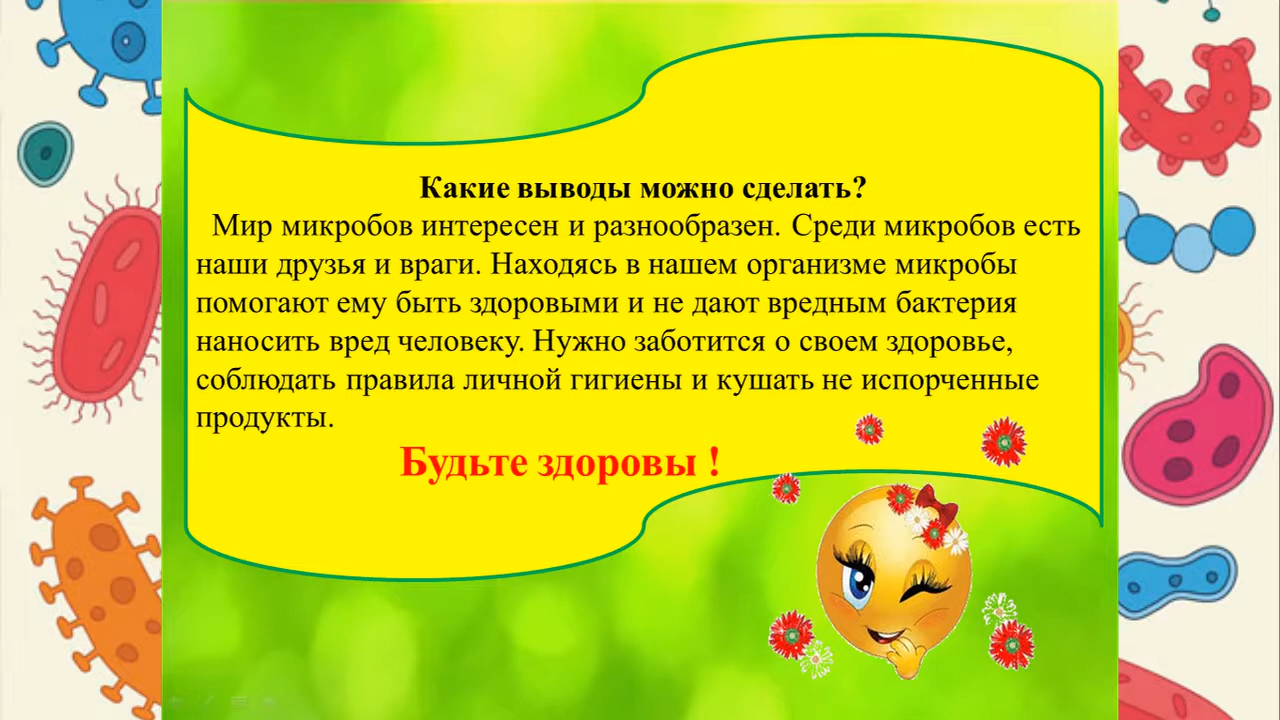 Какие выводы можно сделать?
Мир микробов интересен и разнообразен. Среди микробов есть
наши друзья и враги. Находясь в нашем организме микробы
помогают ему быть здоровыми и не дают вредным бактерия
наносить вред человеку. Нужно заботится о своем здоровье,
соблюдать правила личной гигиены и кушать не испорченные
продукты.
Будьте здоровы !